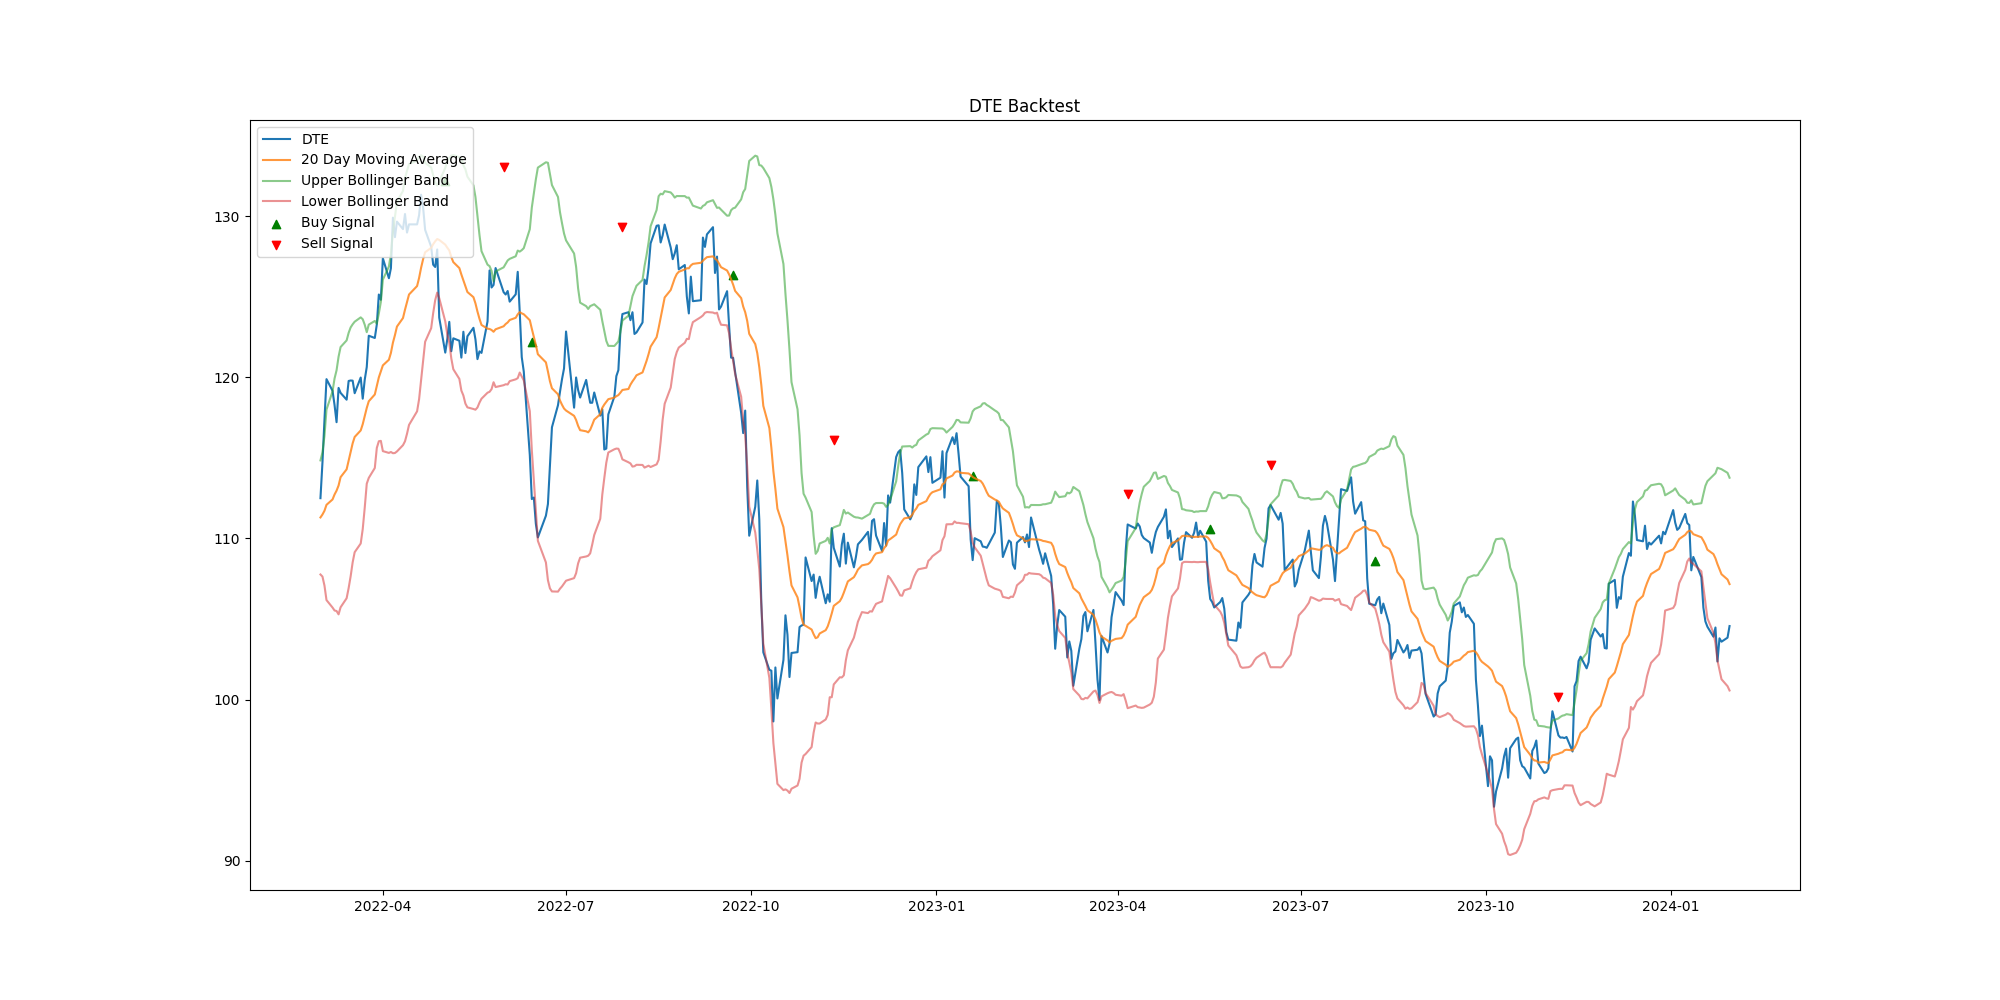 DTE Backtest
DTE
20 Day Moving Average
Upper Bollinger Band
Lower Bollinger Band
Buy Signal
Sell Signal
130
120
110
100
90
2022-04
2022-07
2022-10
2023-01
2023-04
2023-07
2023-10
2024-01